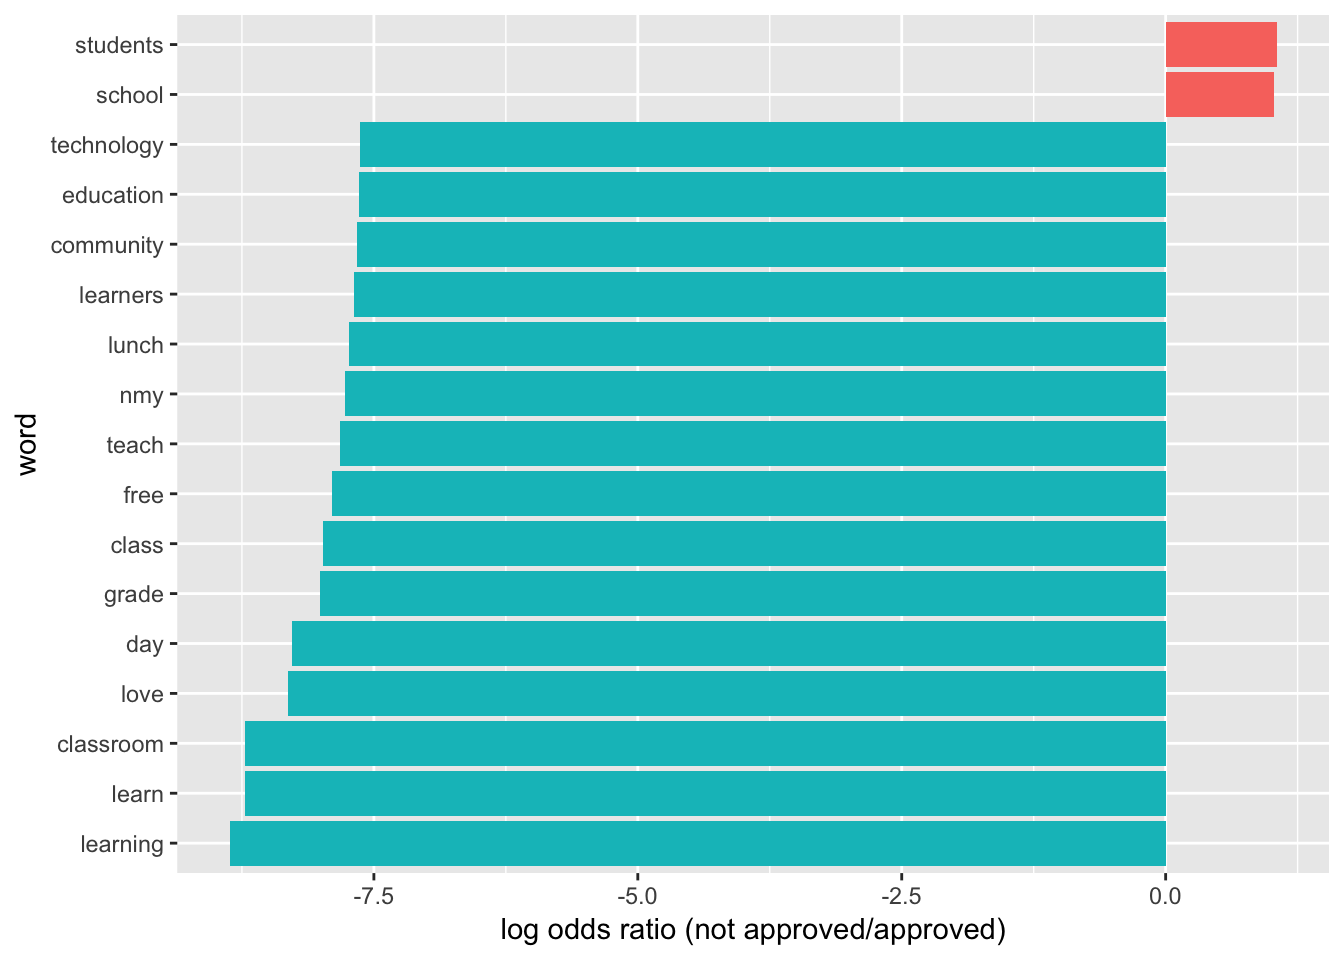 students
school
technology
education
community
learners
lunch
nmy
teach
free
class
grade
day
love
classroom
learn
learning
word
-7.5 -5.0 -2.5 0.0
log odds ratio (not approved/approved)